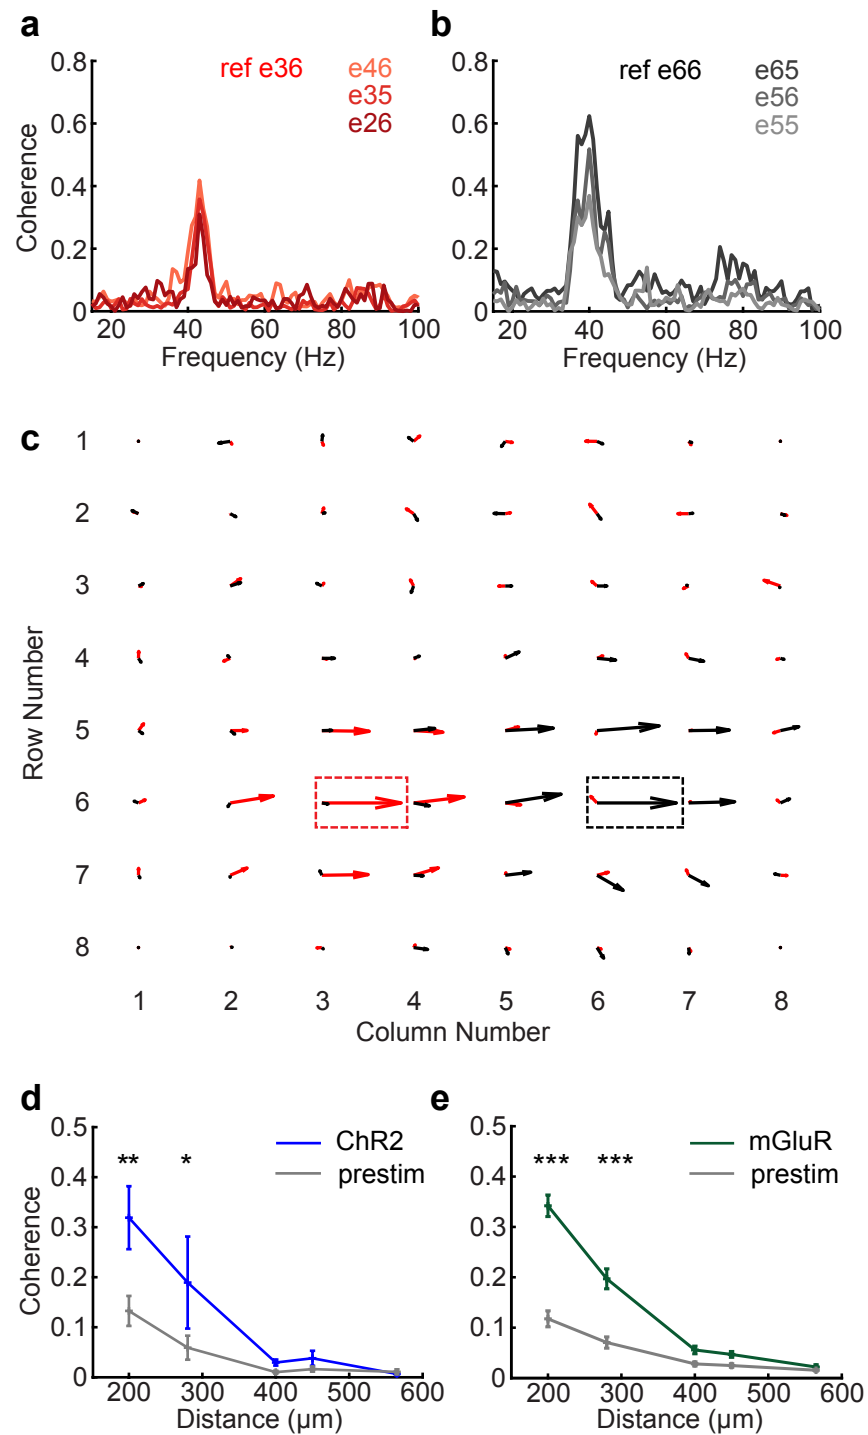 a
ref e36
e46
e35
e26
0.8
0.6
0.4
0.2
0
Coherence
20 40 60 80 100
Frequency (Hz)
b
ref e66
e65
e56
e55
0.8
0.6
0.4
0.2
0
20 40 60 80 100
Frequency (Hz)
c
1
2
3
4
5
6
7
8
Row Number
1 2 3 4 5 6 7 8
Column Number
d
0.5
0.4
0.3
0.2
0.1
0
Coherence
** *
ChR2
prestim
200 300 400 500 600
Distance (μm)
e
0.5
0.4
0.3
0.2
0.1
0
*** ***
mGluR
prestim
200 300 400 500 600
Distance (μm)